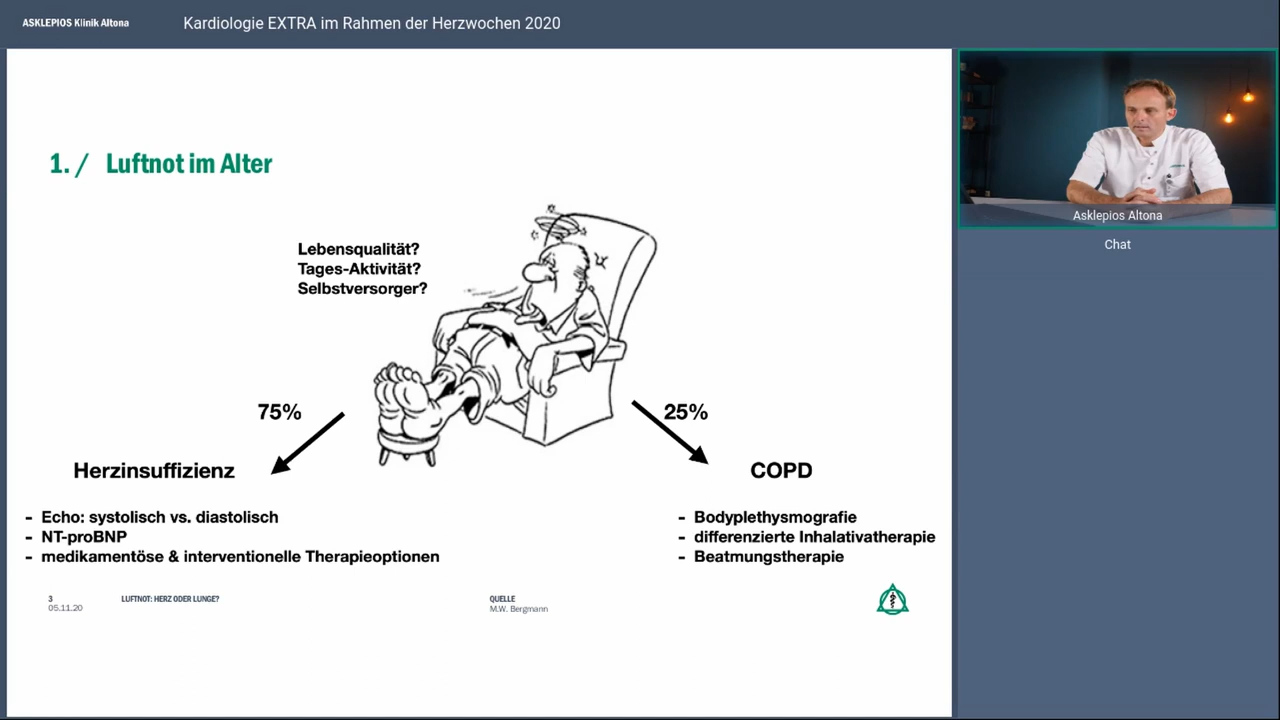 ASKLEPIOS Klinik Altona
Kardiologie EXTRA im Rahmen der Herzwochen 2020
1. / Luftnot im Alter
Lebensqualität?
Tages-Aktivität?
Selbstversorger?
75%
25%
Herzinsuffizienz
- Echo: systolisch vs. diastolisch
- NT-proBNP
- medikamentöse & interventionelle Therapieoptionen
COPD
- Bodyplethysmografie
- differenzierte Inhalativatherapie
- Beatmungstherapie
3
05.11.20
LUFTNOT: HERZ ODER LUNGE?
QUELLE
M.W. Bergmann
Asklepios Altona
Chat